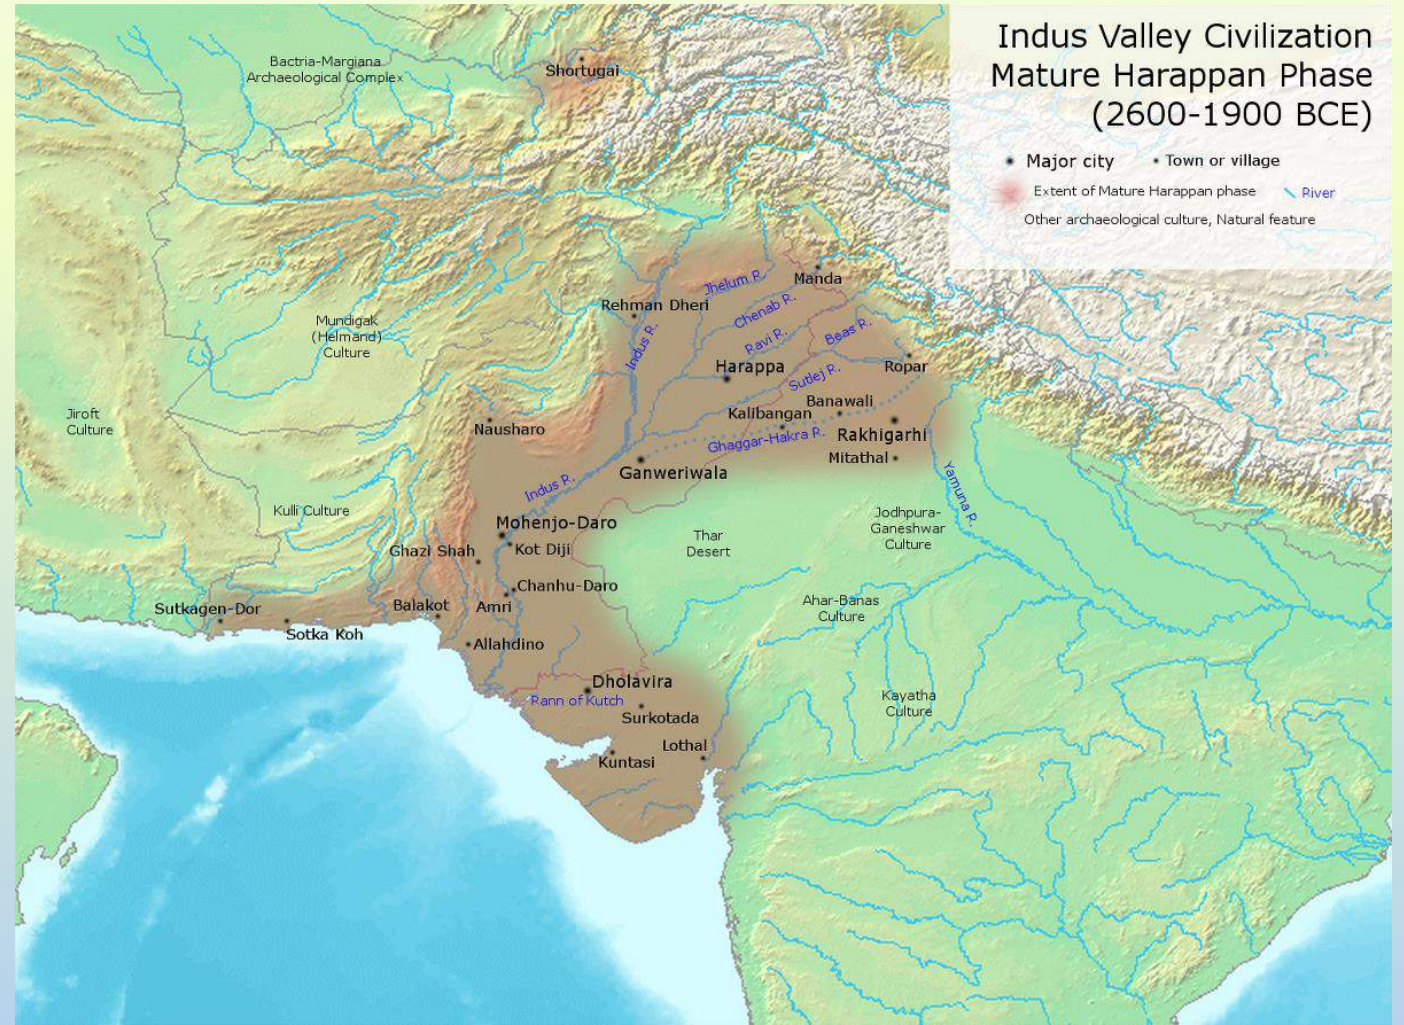 Indus Valley Civilization
Mature Harappan Phase
(2600-1900 BCE)
Major city
Town or village
Extent of Mature Harappan phase
River
Other archaeological culture, Natural feature
Bactria-Margiana
Archaeological Complex
Shortugai
Manda
Jhelum R.
Rehman Dheri
Chenab R.
Mundigak
(Helmand)
Culture
Indus R.
Ravi R.
Beas R.
Harappa
Ropar
Sutlej R.
Jiroft
Culture
Banawali
Kalibangan
Nausharo
Ghaggar-Hakra R.
Rakhigarhi
Mitathal
Ganweriwala
Indus R.
Yamuna R.
Kulli Culture
Jodhpura-
Ganeshwar
Culture
Mohenjo-Daro
Thar
Desert
Ghazi Shah
Kot Diji
Chanhu-Daro
Sutkagen-Dor
Balakot
Amri
Ahar-Banas
Culture
Sotka Koh
Allahdino
Dholavira
Rann of Kutch
Kayatha
Culture
Surkotada
Lothal
Kuntasi